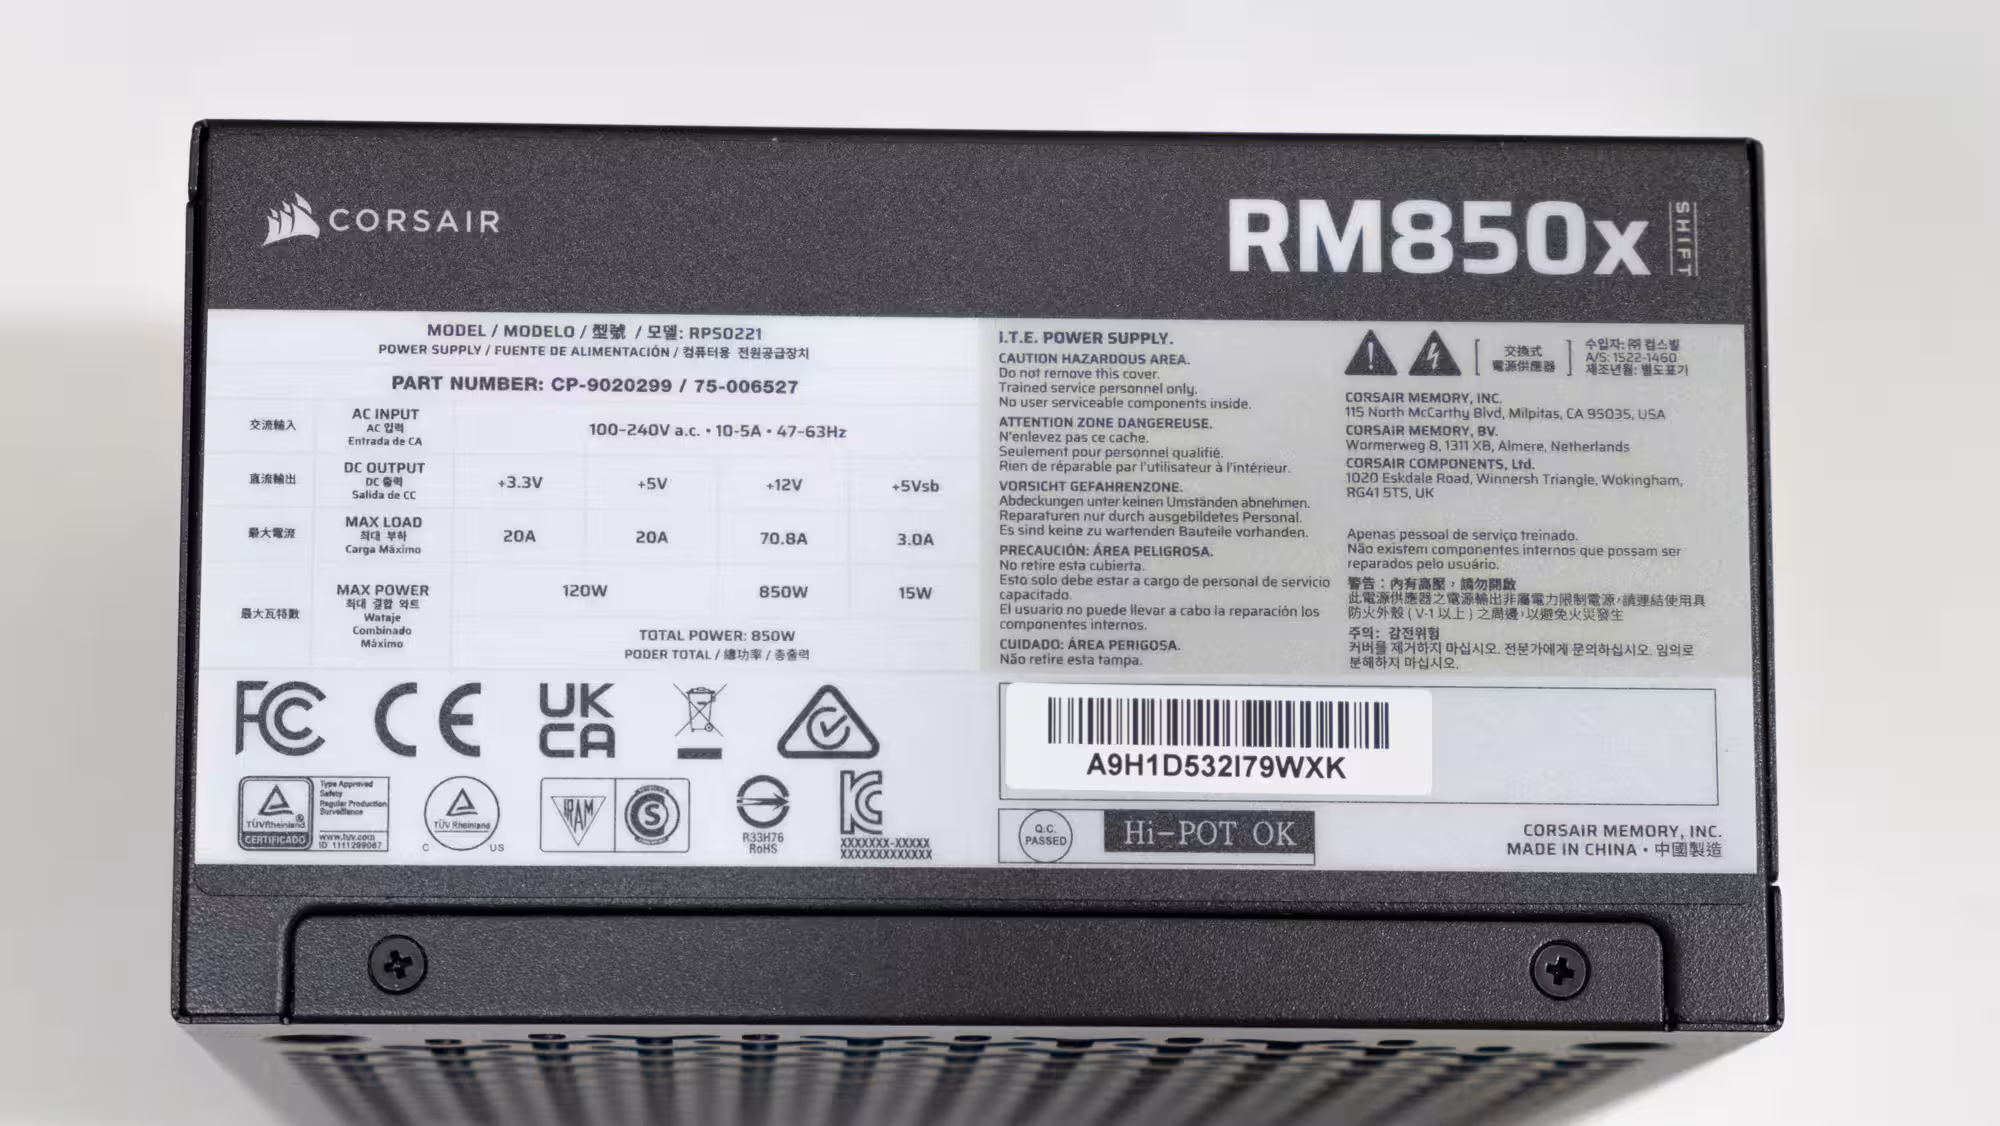 CORSAIR
RM850x
SHIFT
MODEL / MODELO / 型號 / 모델: RPS0221
POWER SUPPLY / FUENTE DE ALIMENTACIÓN / 컴퓨터용 전원공급장치
PART NUMBER: CP-9020299 / 75-006527
交流輸入
AC INPUT
AC 입력
Entrada de CA
100-240V a.c. • 10-5A • 47-63Hz
直流輸出
DC OUTPUT
DC 출력
Salida de CC
+3.3V +5V +12V +5Vsb
最大電流
MAX LOAD
최대 부하
Carga Máximo
20A 20A 70.8A 3.0A
最大瓦特數
MAX POWER
최대 결합 와트
Wataje
Combinado
Máximo
120W 850W 15W
TOTAL POWER: 850W
PODER TOTAL / 總功率 / 총출력
I.T.E. POWER SUPPLY.
CAUTION HAZARDOUS AREA.
Do not remove this cover.
Trained service personnel only.
No user serviceable components inside.
ATTENTION ZONE DANGEREUSE.
N'enlevez pas ce cache.
Seulement pour personnel qualifié.
Rien de réparable par l'utilisateur à l'intérieur.
VORSICHT GEFAHRENZONE.
Abdeckungen unter keinen Umständen abnehmen.
Reparaturen nur durch ausgebildetes Personal.
Es sind keine zu wartenden Bauteile vorhanden.
PRECAUCIÓN: ÁREA PELIGROSA.
No retire esta cubierta.
Esto solo debe estar a cargo de personal de servicio
capacitado.
El usuario no puede llevar a cabo la reparación los
componentes internos.
CUIDADO: ÁREA PERIGOSA.
Não retire esta tampa.
交換式
電源供應器
수입자: ㈜ 컴스빌
A/S: 1522-1460
제조년월: 별도표기
CORSAIR MEMORY, INC.
115 North McCarthy Blvd, Milpitas, CA 95035, USA
CORSAIR MEMORY, BV.
Wormerweg 8, 1311 XB, Almere, Netherlands
CORSAIR COMPONENTS, Ltd.
1020 Eskdale Road, Winnersh Triangle, Wokingham,
RG41 5TS, UK
Apenas pessoal de serviço treinado.
Não existem componentes internos que possam ser
reparados pelo usuário.
警告：內有高壓，請勿開啟
此電源供應器之電源輸出非屬電力限制電源，請連結使用具
防火外殼 ( V-1 以上 ) 之周邊，以避免火災發生
주의: 감전위험
커버를 제거하지 마십시오. 전문가에게 문의하십시오. 임의로
분해하지 마십시오.
FC CE UK
CA
TÜVRheinland
CERTIFICADO
Type Approved
Safety
Regular Production
Surveillance
www.tuv.com
ID 1111299067
TÜV Rheinland
C US
IRAM
S
R33H76
RoHS
KC
XXXXXXX-XXXXX
XXXXXXXXXXXXX
A9H1D532I79WXK
Q.C.
PASSED
Hi-POT OK
CORSAIR MEMORY, INC.
MADE IN CHINA • 中國製造